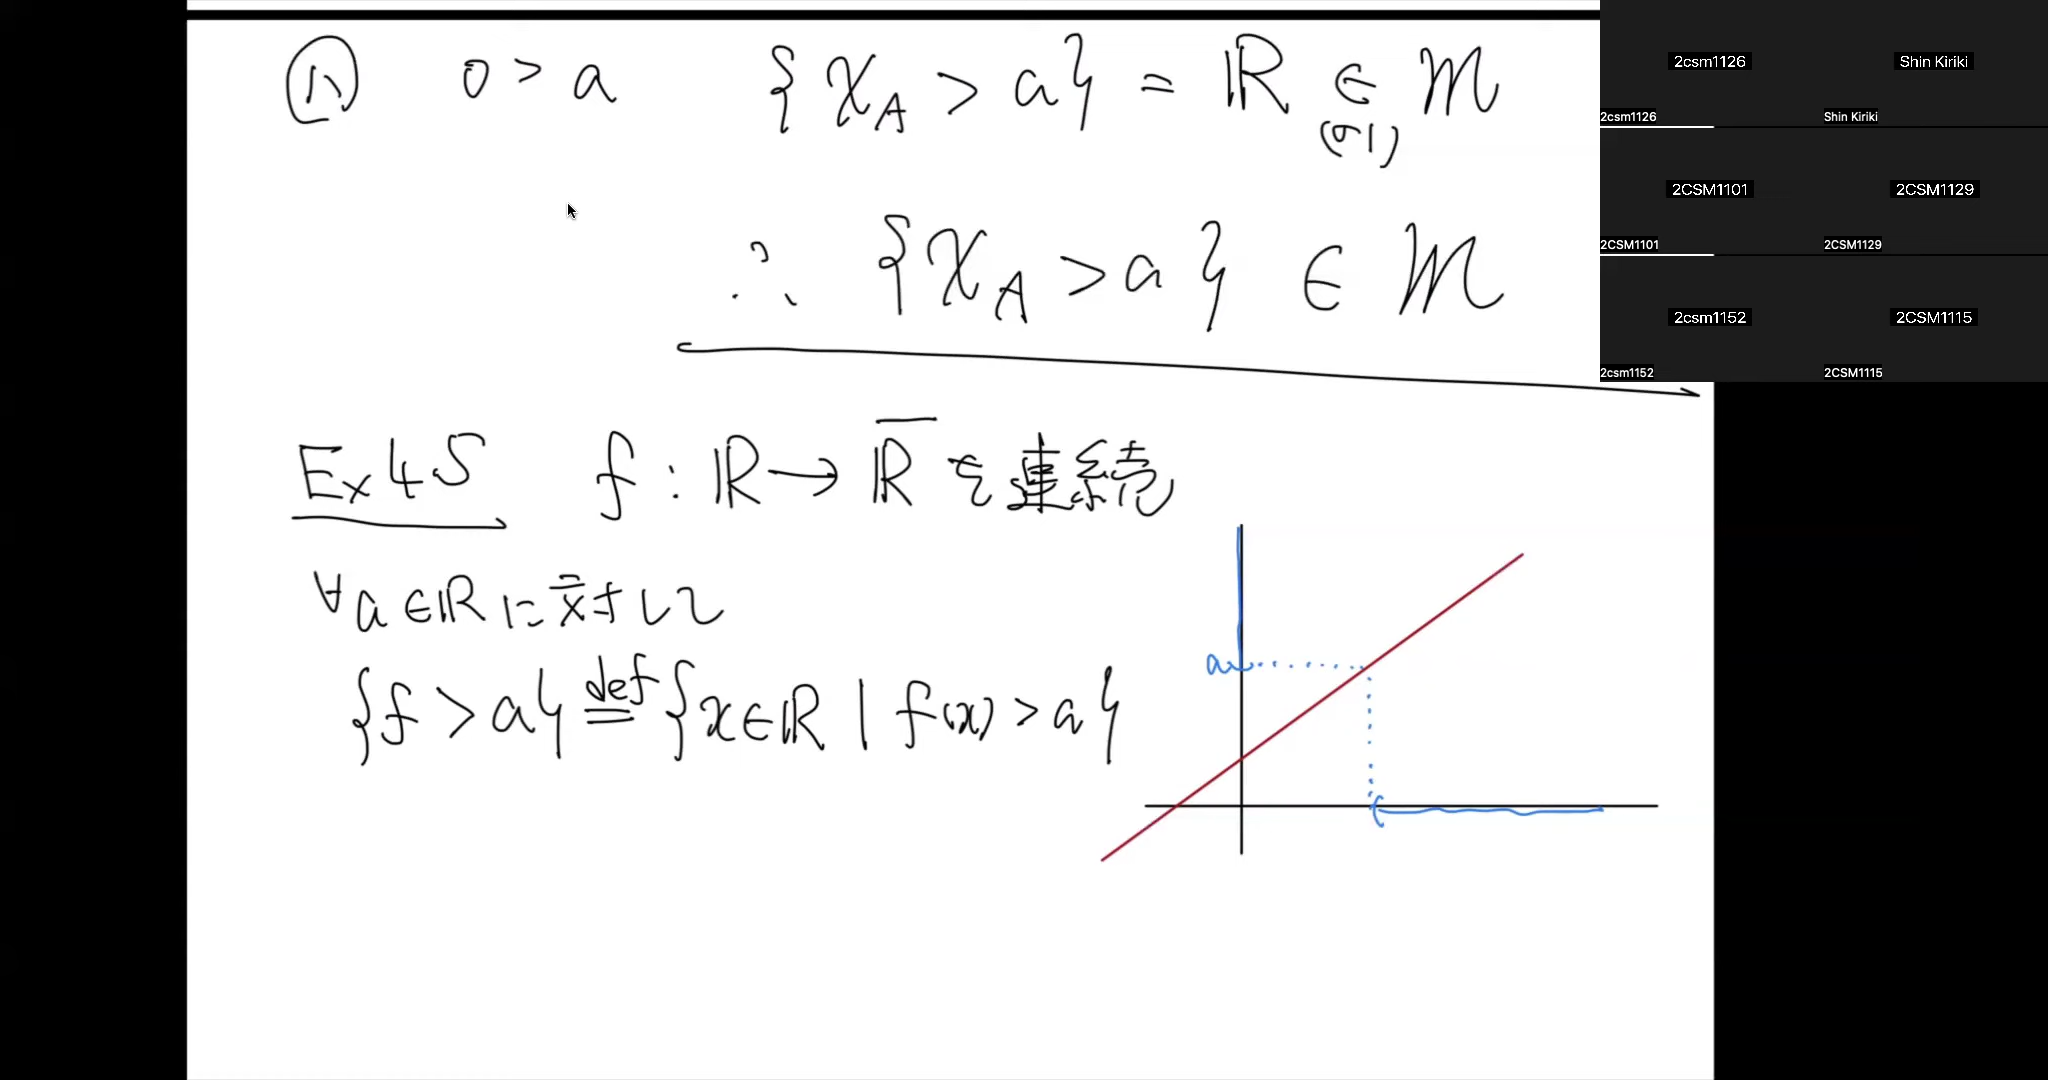 (ハ) 0 > a {χ_A > a} = ℝ ∈ 𝓜
(σ1)
∴ {χ_A > a} ∈ 𝓜
Ex45 f : ℝ → ℝ̅ を連続
∀a ∈ ℝ に対して
{f > a} def= {x ∈ ℝ | f(x) > a}
a
2csm1126 Shin Kiriki
2csm1126 Shin Kiriki
2CSM1101 2CSM1129
2CSM1101 2CSM1129
2csm1152 2CSM1115
2csm1152 2CSM1115